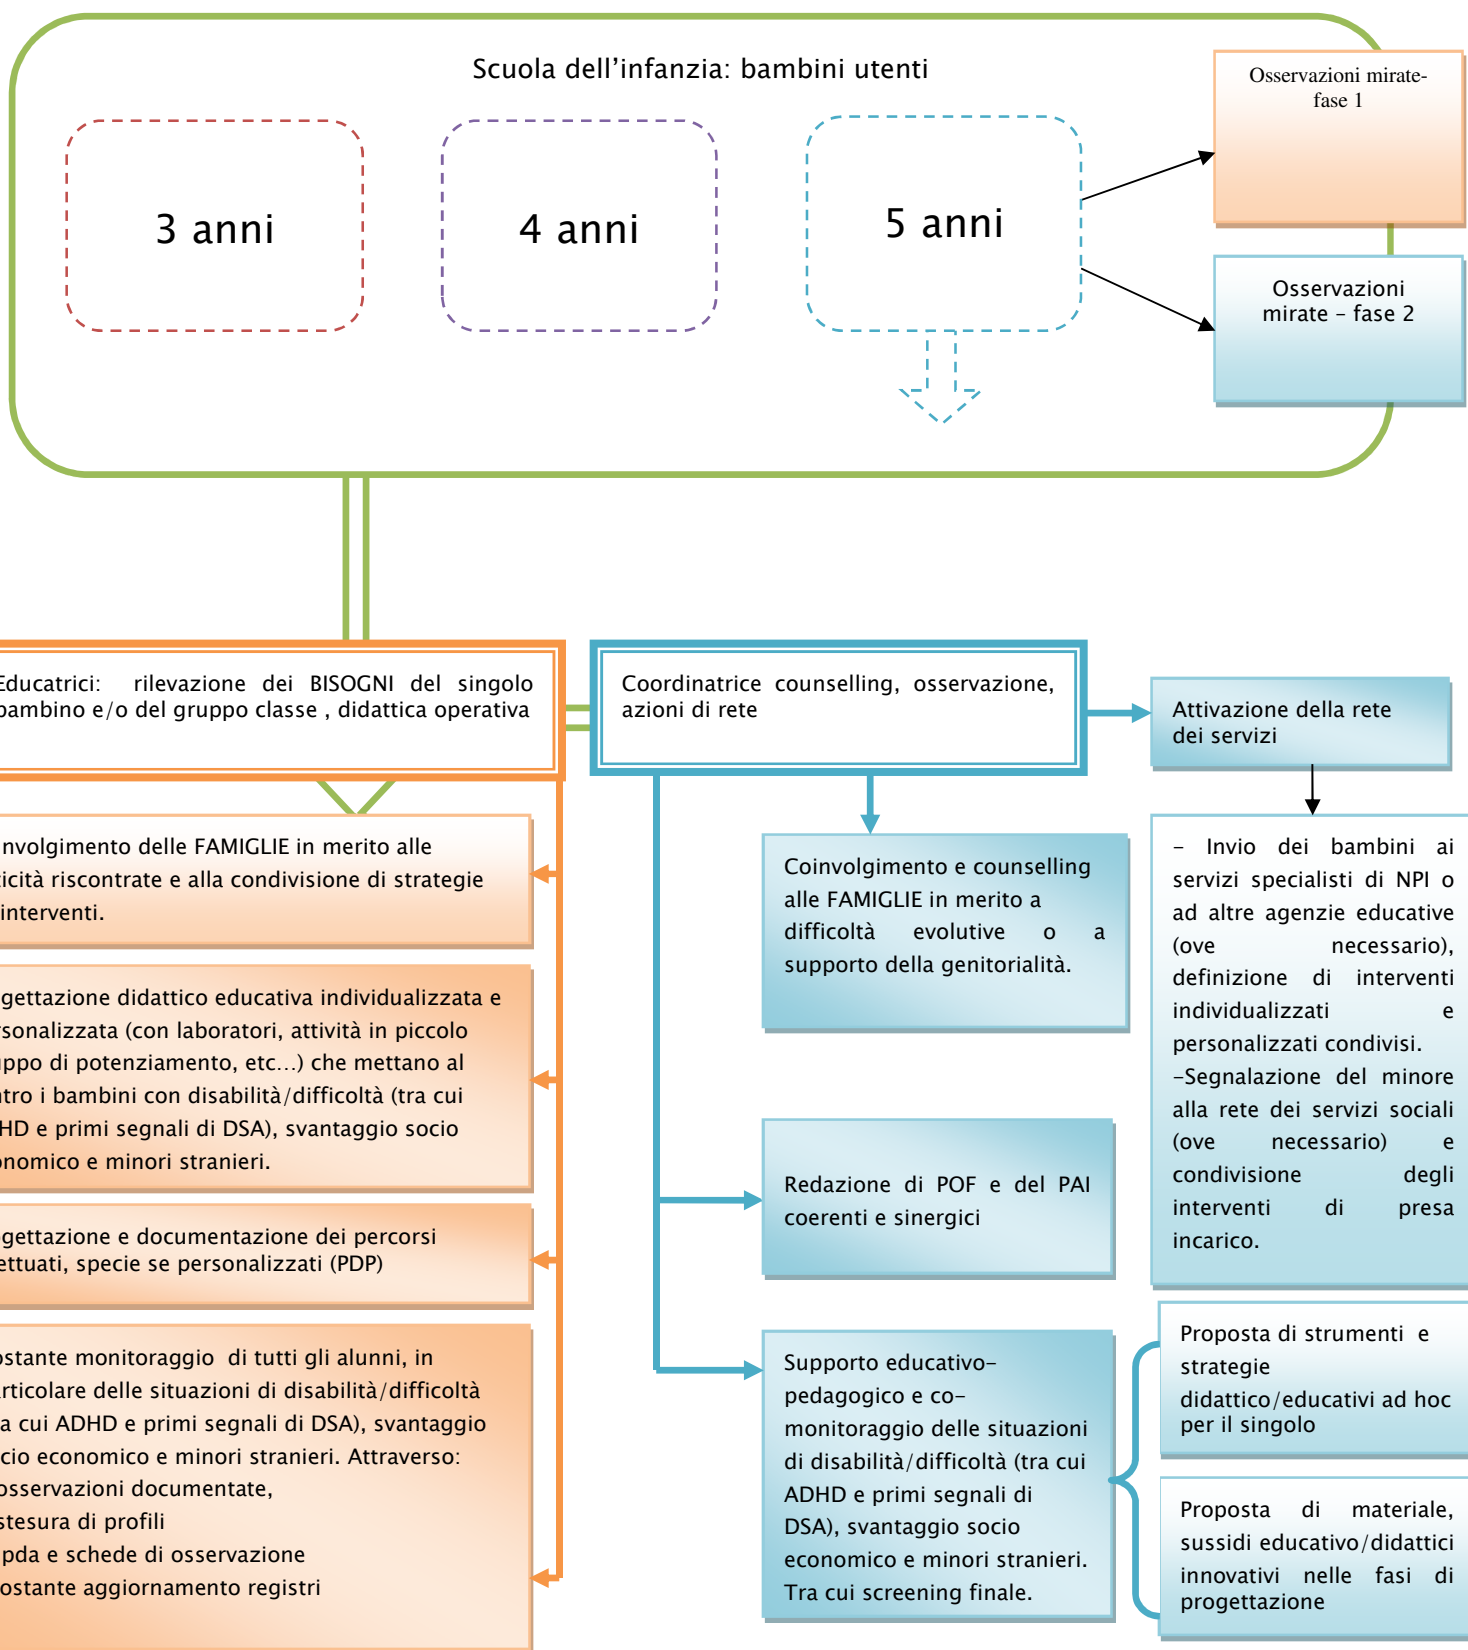 Scuola dell'infanzia: bambini utenti
Osservazioni mirate-
fase 1
3 anni
4 anni
5 anni
Osservazioni
mirate – fase 2
Educatrici: rilevazione dei BISOGNI del singolo
bambino e/o del gruppo classe , didattica operativa
Coordinatrice counselling, osservazione,
azioni di rete
Attivazione della rete
dei servizi
nvolgimento delle FAMIGLIE in merito alle
icità riscontrate e alla condivisione di strategie
interventi.
gettazione didattico educativa individualizzata e
rsonalizzata (con laboratori, attività in piccolo
uppo di potenziamento, etc...) che mettano al
ntro i bambini con disabilità/difficoltà (tra cui
HD e primi segnali di DSA), svantaggio socio
onomico e minori stranieri.
gettazione e documentazione dei percorsi
ettuati, specie se personalizzati (PDP)
ostante monitoraggio di tutti gli alunni, in
articolare delle situazioni di disabilità/difficoltà
a cui ADHD e primi segnali di DSA), svantaggio
cio economico e minori stranieri. Attraverso:
osservazioni documentate,
stesura di profili
pda e schede di osservazione
ostante aggiornamento registri
Coinvolgimento e counselling
alle FAMIGLIE in merito a
difficoltà evolutive o a
supporto della genitorialità.
Redazione di POF e del PAI
coerenti e sinergici
Supporto educativo–
pedagogico e co–
monitoraggio delle situazioni
di disabilità/difficoltà (tra cui
ADHD e primi segnali di
DSA), svantaggio socio
economico e minori stranieri.
Tra cui screening finale.
– Invio dei bambini ai
servizi specialisti di NPI o
ad altre agenzie educative
(ove necessario),
definizione di interventi
individualizzati e
personalizzati condivisi.
–Segnalazione del minore
alla rete dei servizi sociali
(ove necessario) e
condivisione degli
interventi di presa
incarico.
Proposta di strumenti e
strategie
didattico/educativi ad hoc
per il singolo
Proposta di materiale,
sussidi educativo/didattici
innovativi nelle fasi di
progettazione